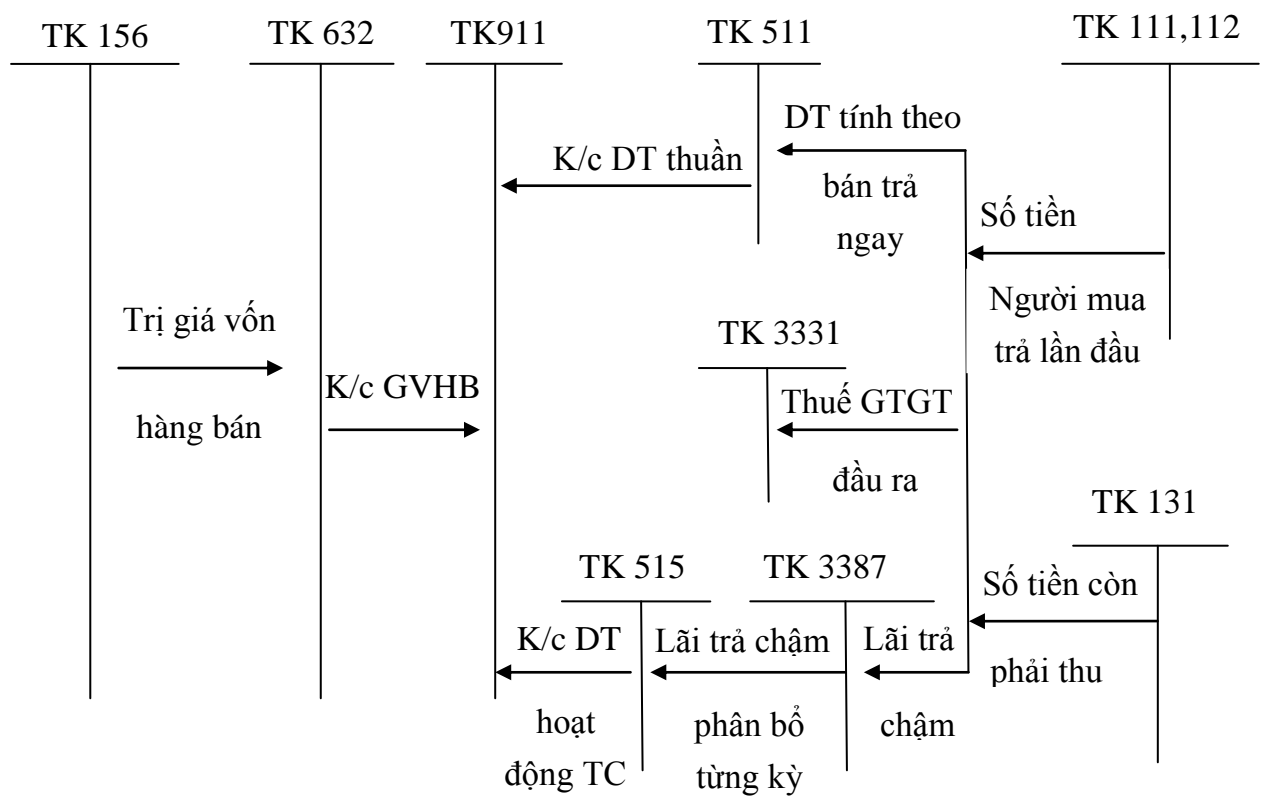 TK 156
TK 632
TK911
TK 511
TK 111,112
DT tính theo
bán trả
ngay
K/c DT thuần
Số tiền
Người mua
trả lần đầu
Trị giá vốn
hàng bán
K/c GVHB
TK 3331
Thuế GTGT
đầu ra
TK 131
Số tiền còn
phải thu
TK 515
TK 3387
K/c DT
hoạt
động TC
Lãi trả chậm
phân bổ
từng kỳ
Lãi trả
chậm